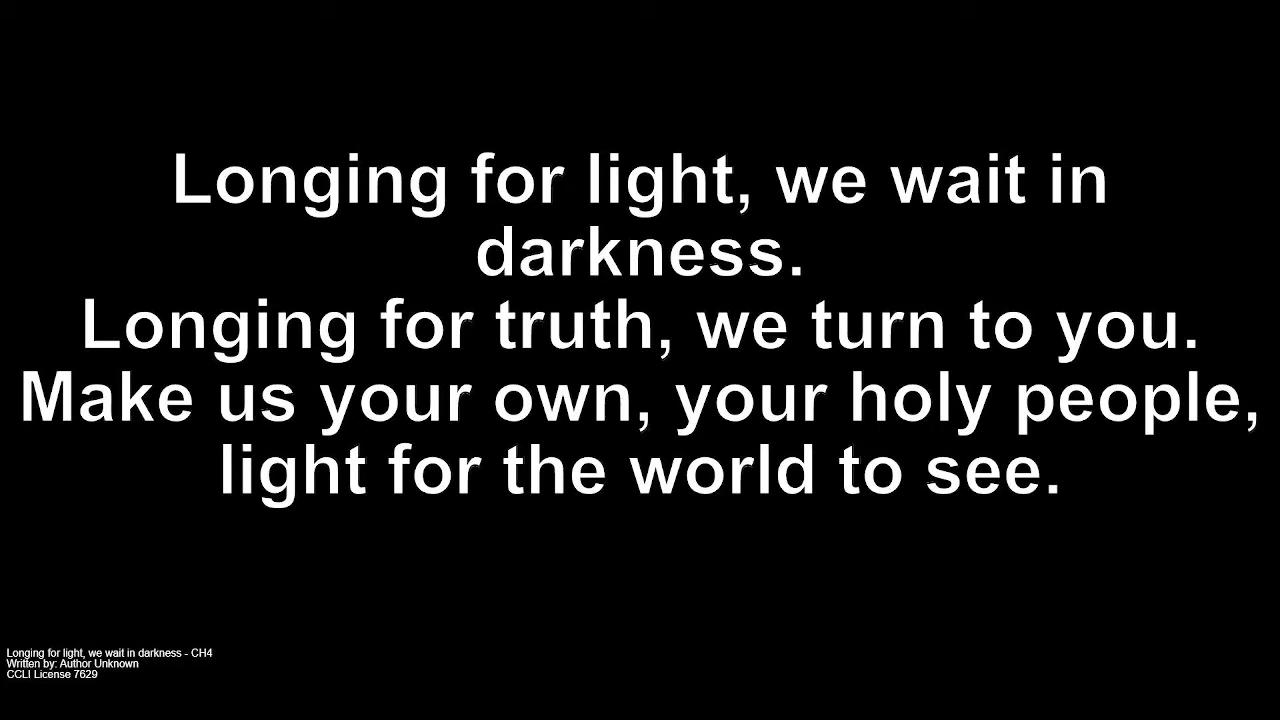 Longing for light, we wait in
darkness.
Longing for truth, we turn to you.
Make us your own, your holy people,
light for the world to see.
Longing for light, we wait in darkness - CH4
Written by: Author Unknown
CCLI License 7629